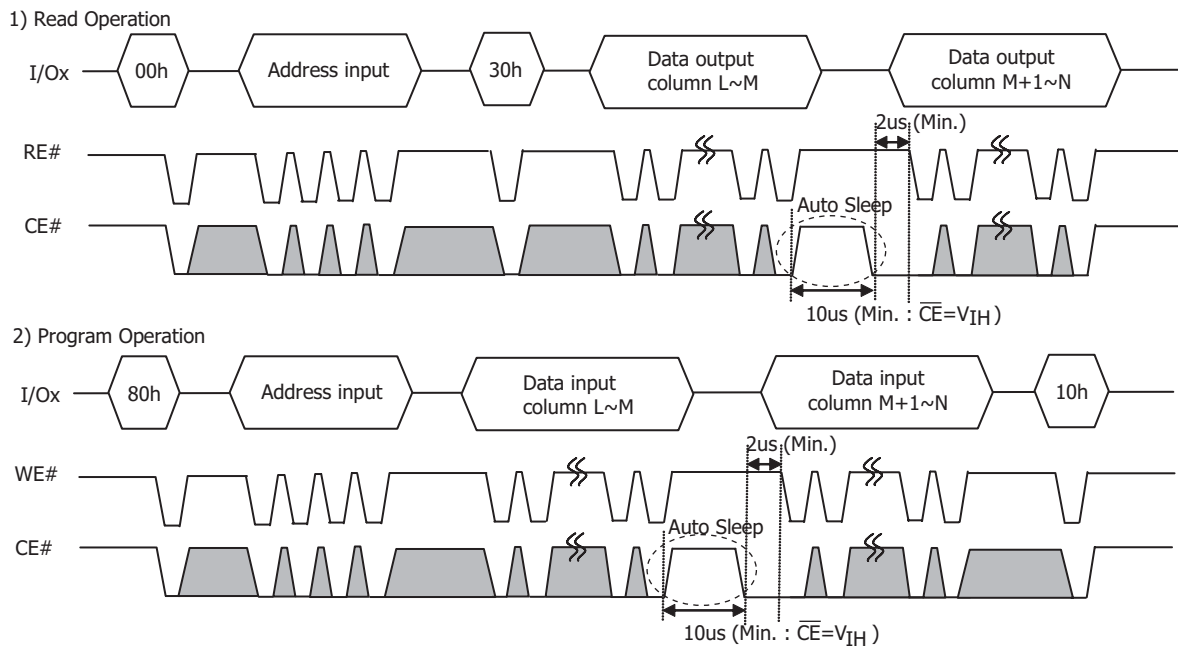 1) Read Operation
I/Ox
00h
Address input
30h
Data output
column L~M
Data output
column M+1~N
2us (Min.)
RE#
Auto Sleep
CE#
10us (Min. : CE=VIH )
2) Program Operation
I/Ox
80h
Address input
Data input
column L~M
Data input
column M+1~N
10h
2us (Min.)
WE#
Auto Sleep
CE#
10us (Min. : CE=VIH )